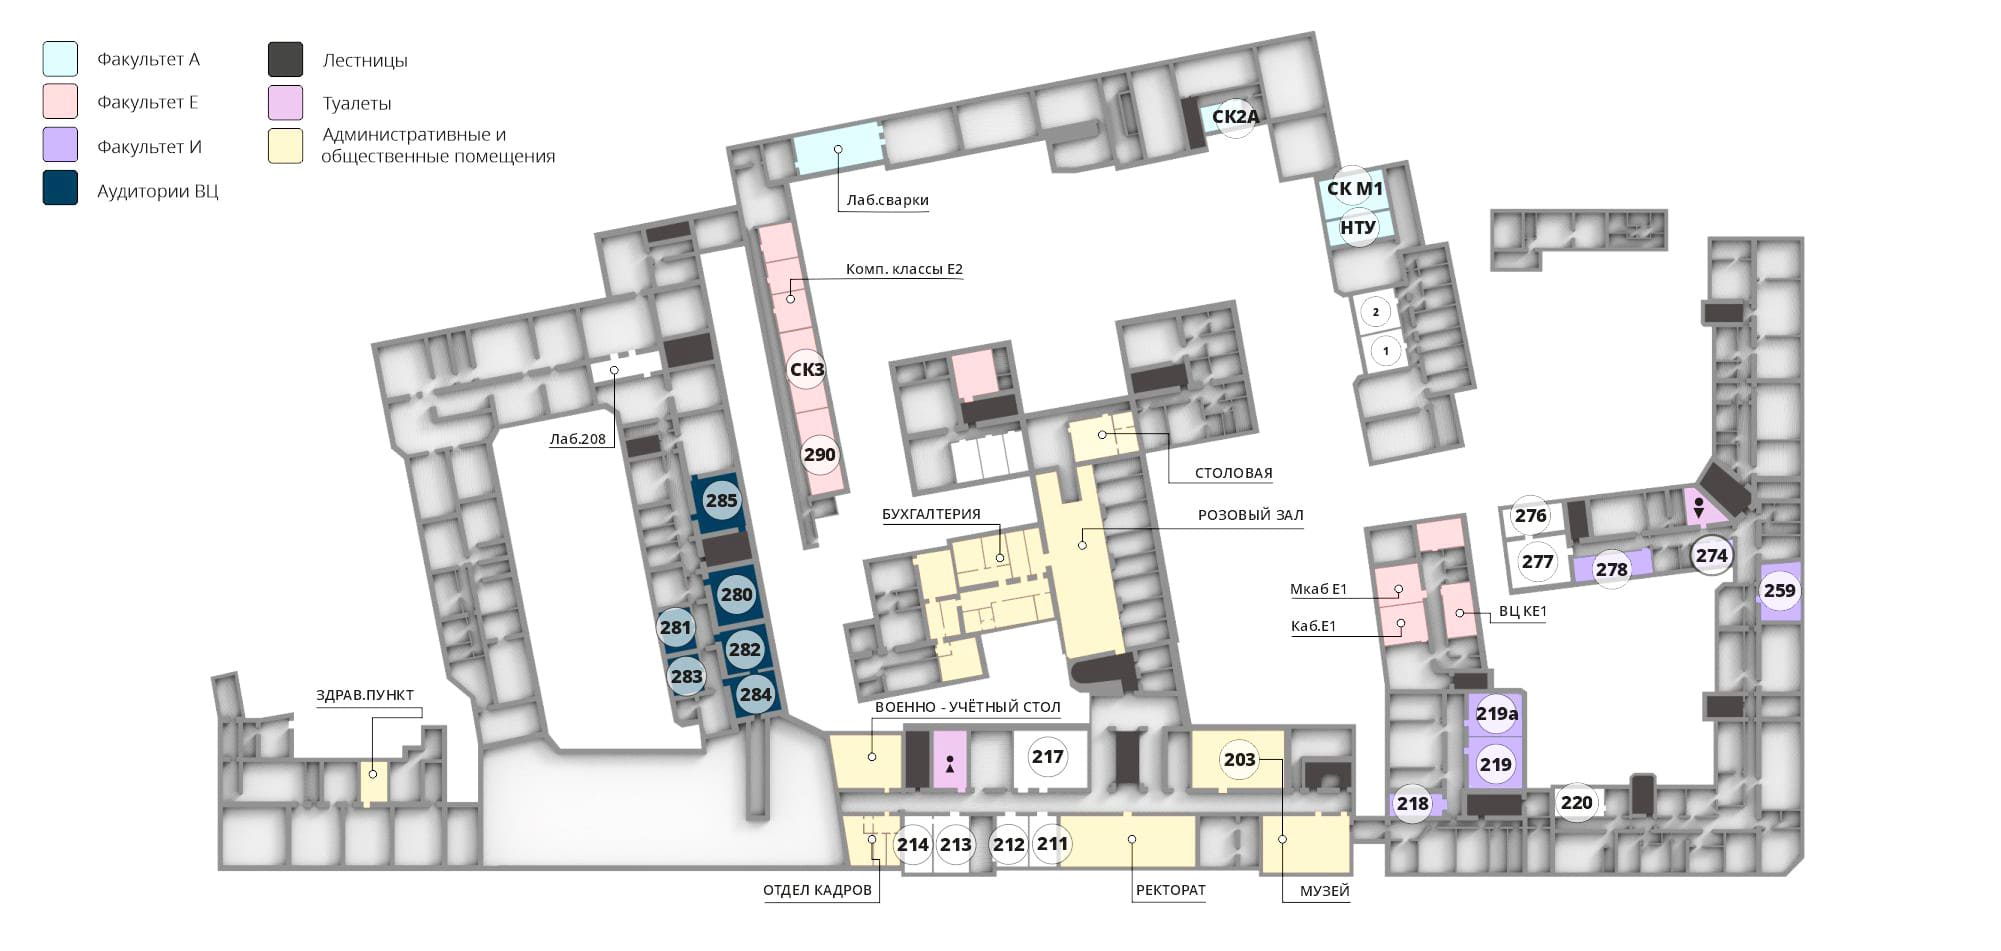 Факультет А
Факультет Е
Факультет И
Аудитории ВЦ
Лестницы
Туалеты
Административные и
общественные помещения
СК2А
Лаб.сварки
СК М1
НТУ
Комп. классы Е2
2
1
СК3
Лаб.208
290
СТОЛОВАЯ
285
БУХГАЛТЕРИЯ
РОЗОВЫЙ ЗАЛ
276
277
278
274
259
280
Мкаб Е1
ВЦ КЕ1
Каб.Е1
281
282
283
284
ЗДРАВ.ПУНКТ
ВОЕННО - УЧЁТНЫЙ СТОЛ
219а
217
203
219
218
220
214
213
212
211
ОТДЕЛ КАДРОВ
РЕКТОРАТ
МУЗЕЙ